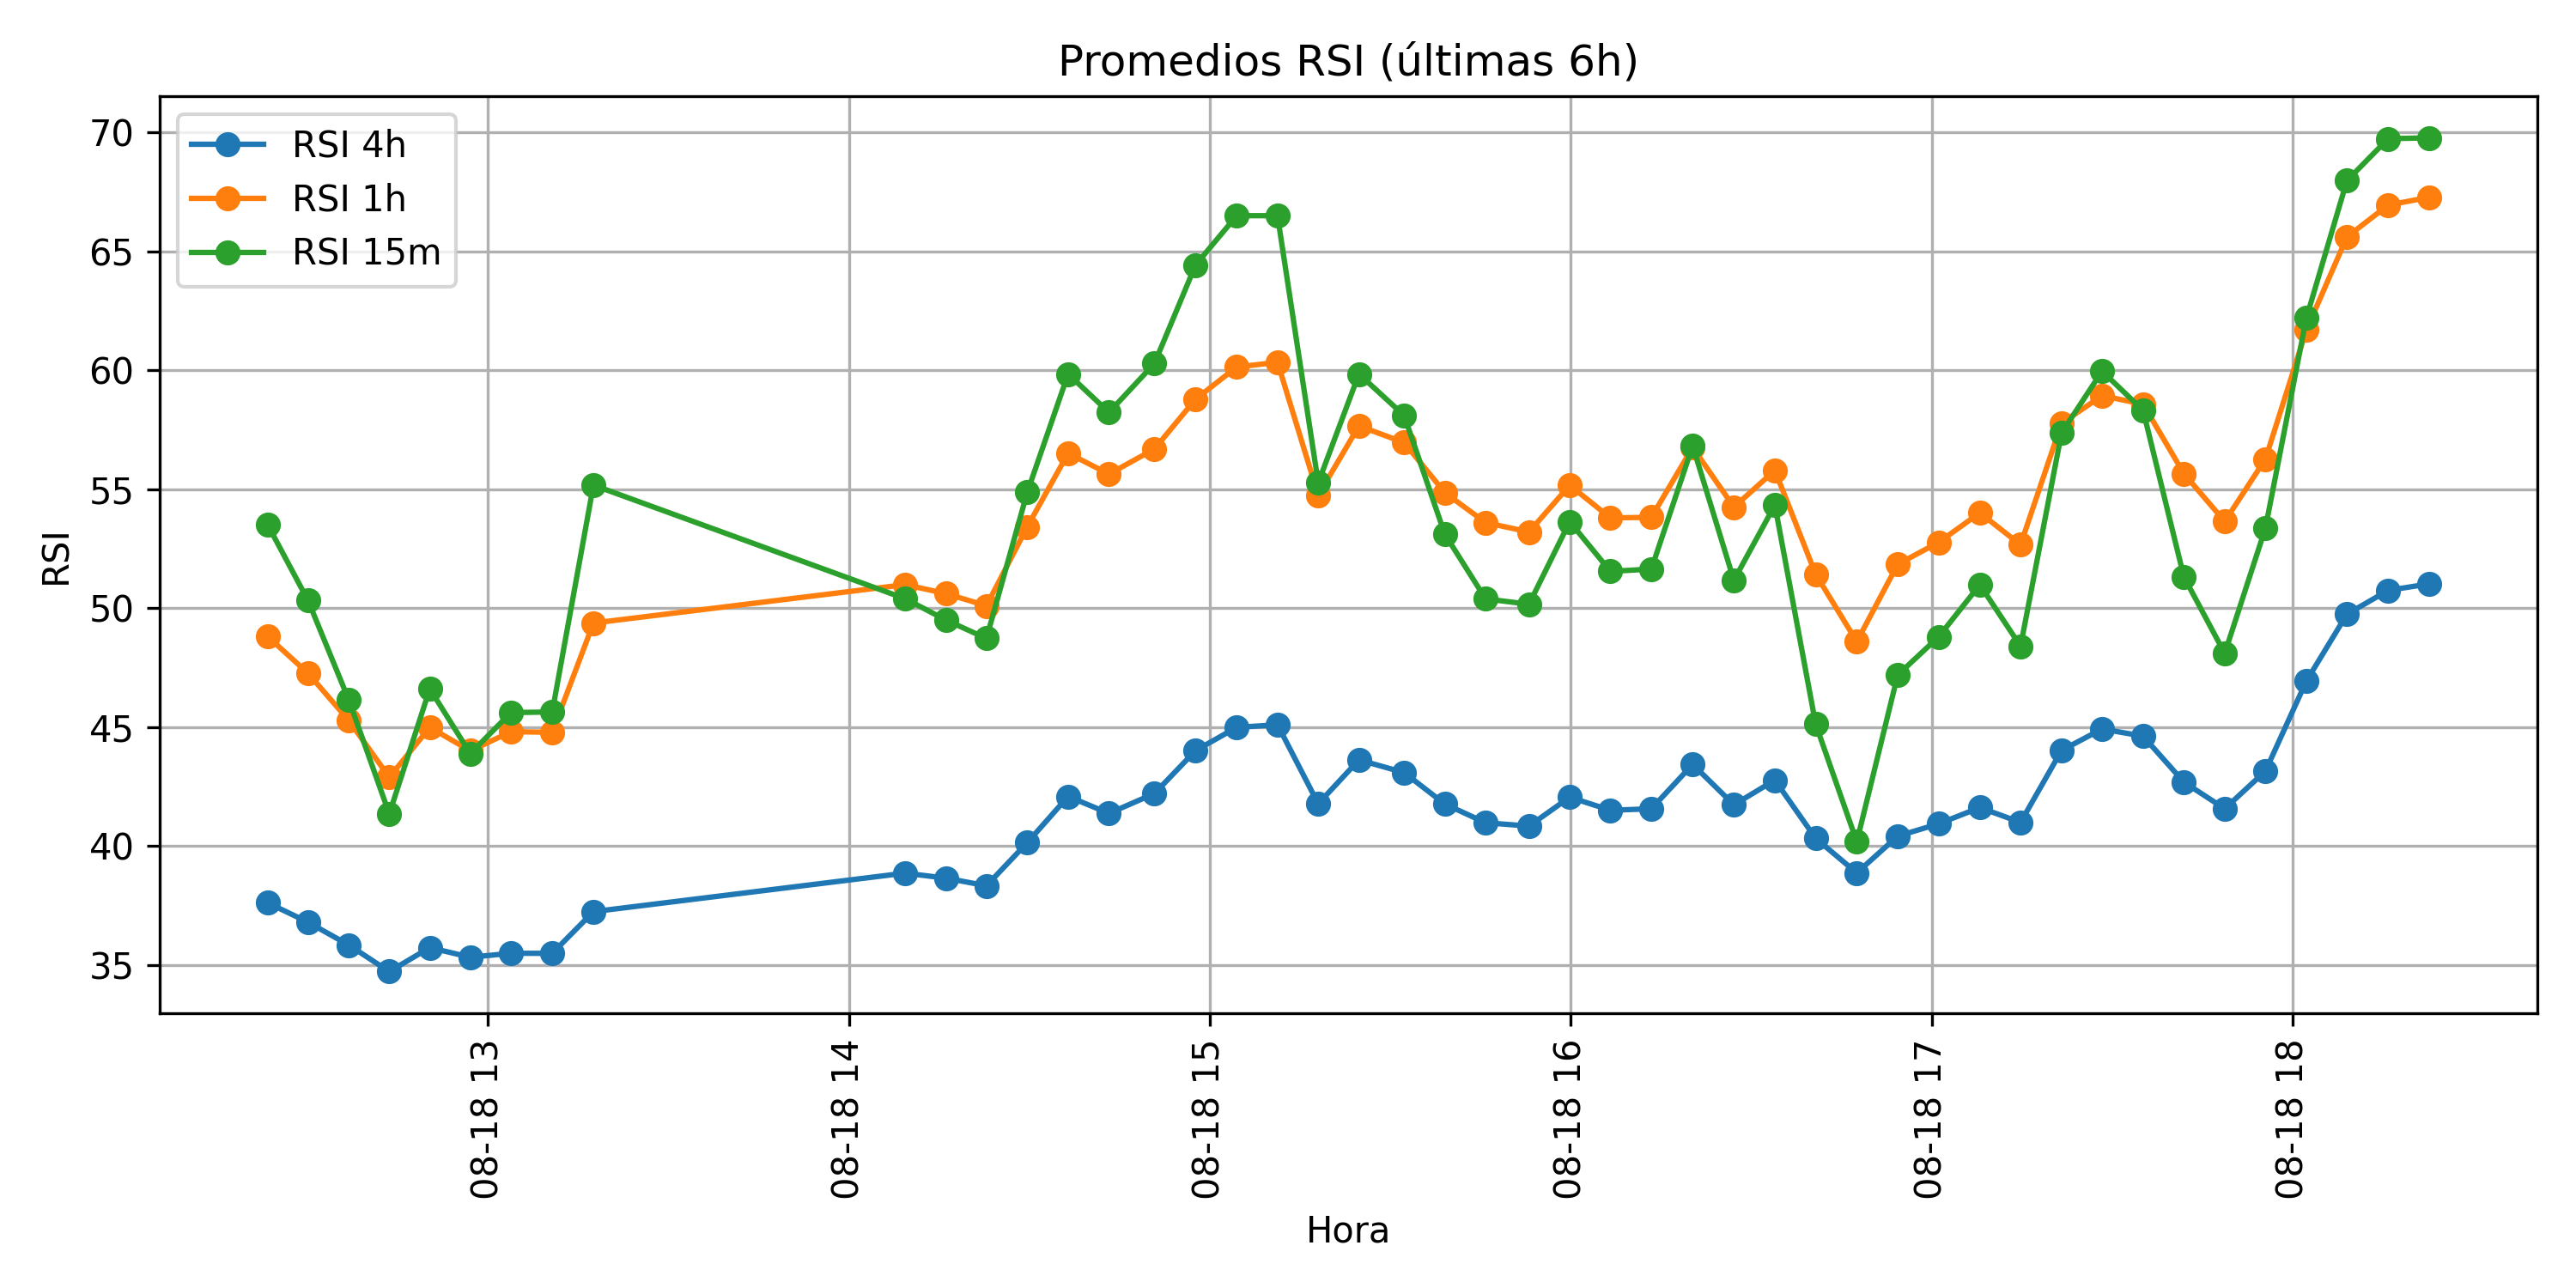 Promedios RSI (últimas 6h)
RSI 4h
RSI 1h
RSI 15m
70
65
60
55
50
45
40
35
RSI
08-18 13
08-18 14
08-18 15
08-18 16
08-18 17
08-18 18
Hora